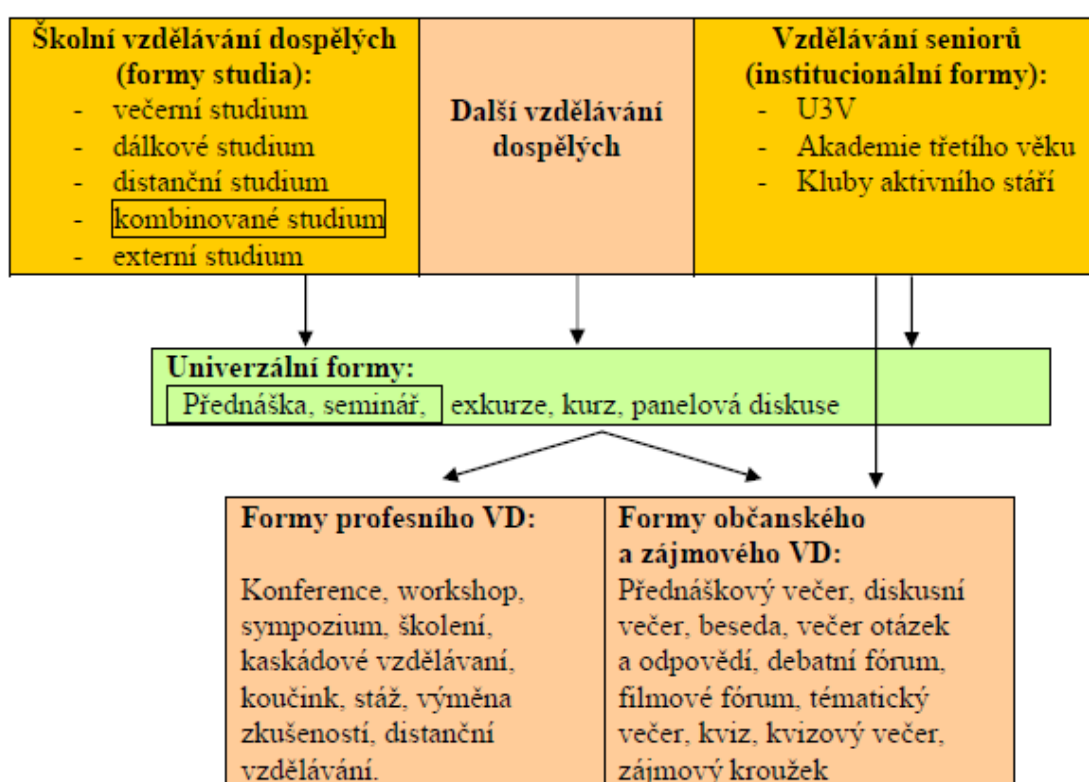 Školní vzdělávání dospělých
(formy studia):
- večerní studium
- dálkové studium
- distanční studium
- kombinované studium
- externí studium
Další vzdělávání
dospělých
Vzdělávání seniorů
(institucionální formy):
- U3V
- Akademie třetího věku
- Kluby aktivního stáří
Univerzální formy:
Přednáška, seminář, exkurze, kurz, panelová diskuse
Formy profesního VD:
Konference, workshop,
sympozium, školení,
kaskádové vzdělávaní,
koučink, stáž, výměna
zkušeností, distanční
vzdělávání.
Formy občanského
a zájmového VD:
Přednáškový večer, diskusní
večer, beseda, večer otázek
a odpovědí, debatní fórum,
filmové fórum, tématický
večer, kviz, kvizový večer,
zájmový kroužek